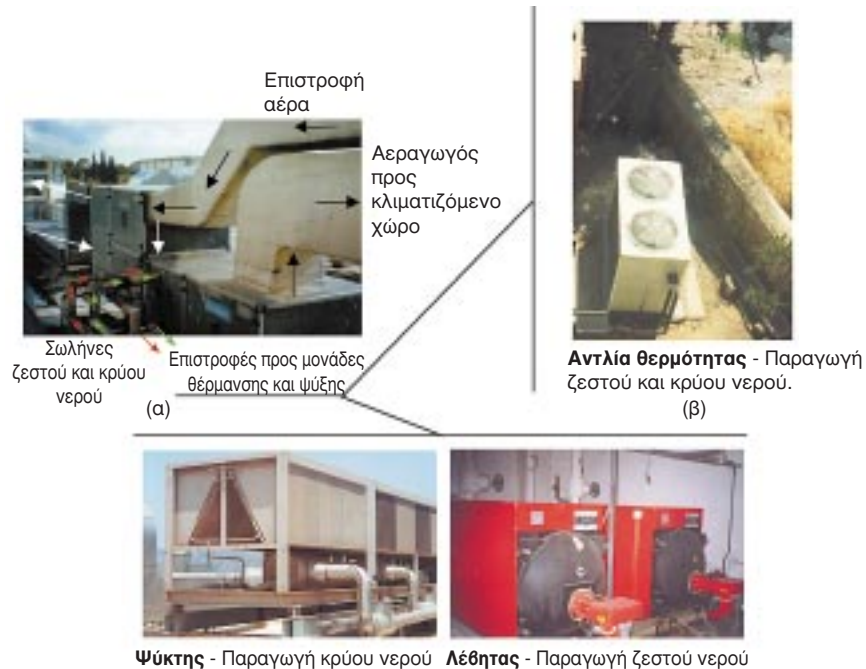 Επιστροφή
αέρα
Αεραγωγός
προς
κλιματιζόμενο
χώρο
Σωλήνες
ζεστού και κρύου
νερού
Επιστροφές προς μονάδες
θέρμανσης και ψύξης
(α)
Αντλία θερμότητας - Παραγωγή
ζεστού και κρύου νερού.
(β)
Ψύκτης - Παραγωγή κρύου νερού
Λέβητας - Παραγωγή ζεστού νερού